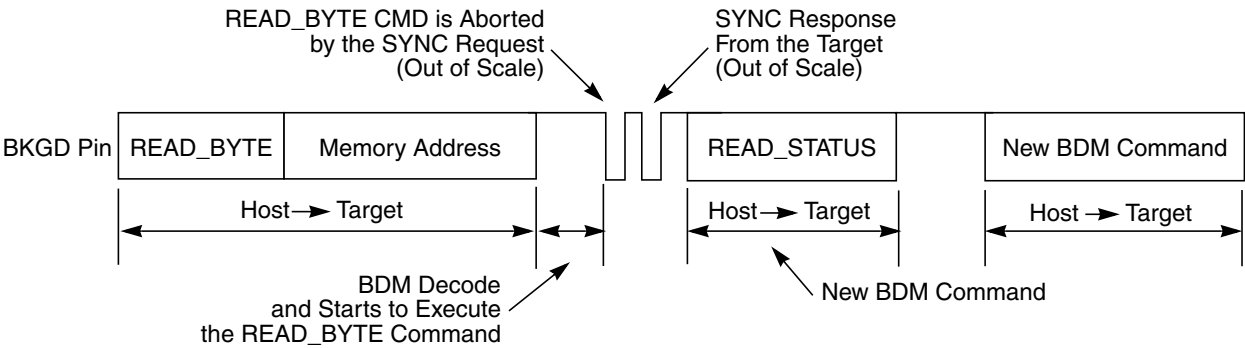 READ_BYTE CMD is Aborted
by the SYNC Request
(Out of Scale)
SYNC Response
From the Target
(Out of Scale)
BKGD Pin
READ_BYTE
Memory Address
READ_STATUS
New BDM Command
Host → Target
Host → Target
Host → Target
BDM Decode
and Starts to Execute
the READ_BYTE Command
New BDM Command